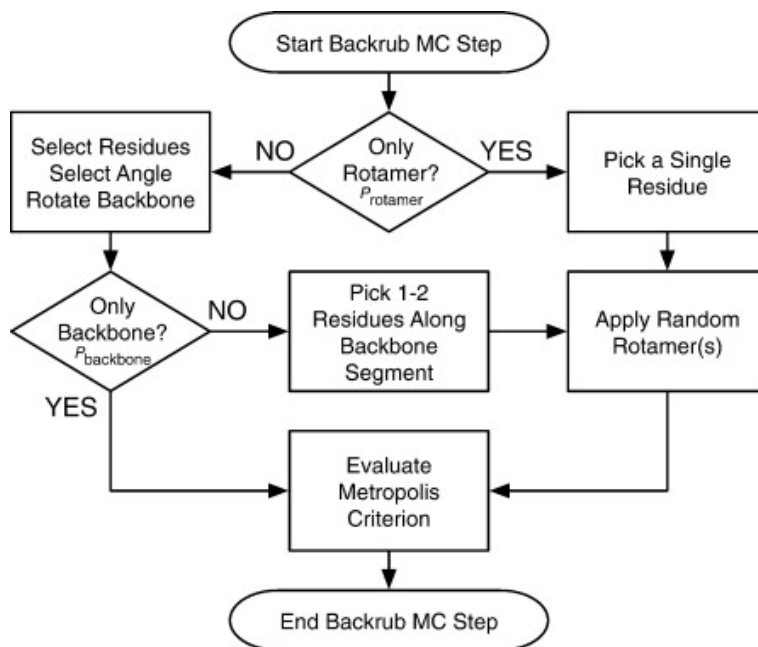 Start Backrub MC Step
Only
Rotamer?
Protamer
NO
YES
Select Residues
Select Angle
Rotate Backbone
Pick a Single
Residue
Only
Backbone?
Pbackbone
NO
YES
Pick 1-2
Residues Along
Backbone
Segment
Apply Random
Rotamer(s)
Evaluate
Metropolis
Criterion
End Backrub MC Step